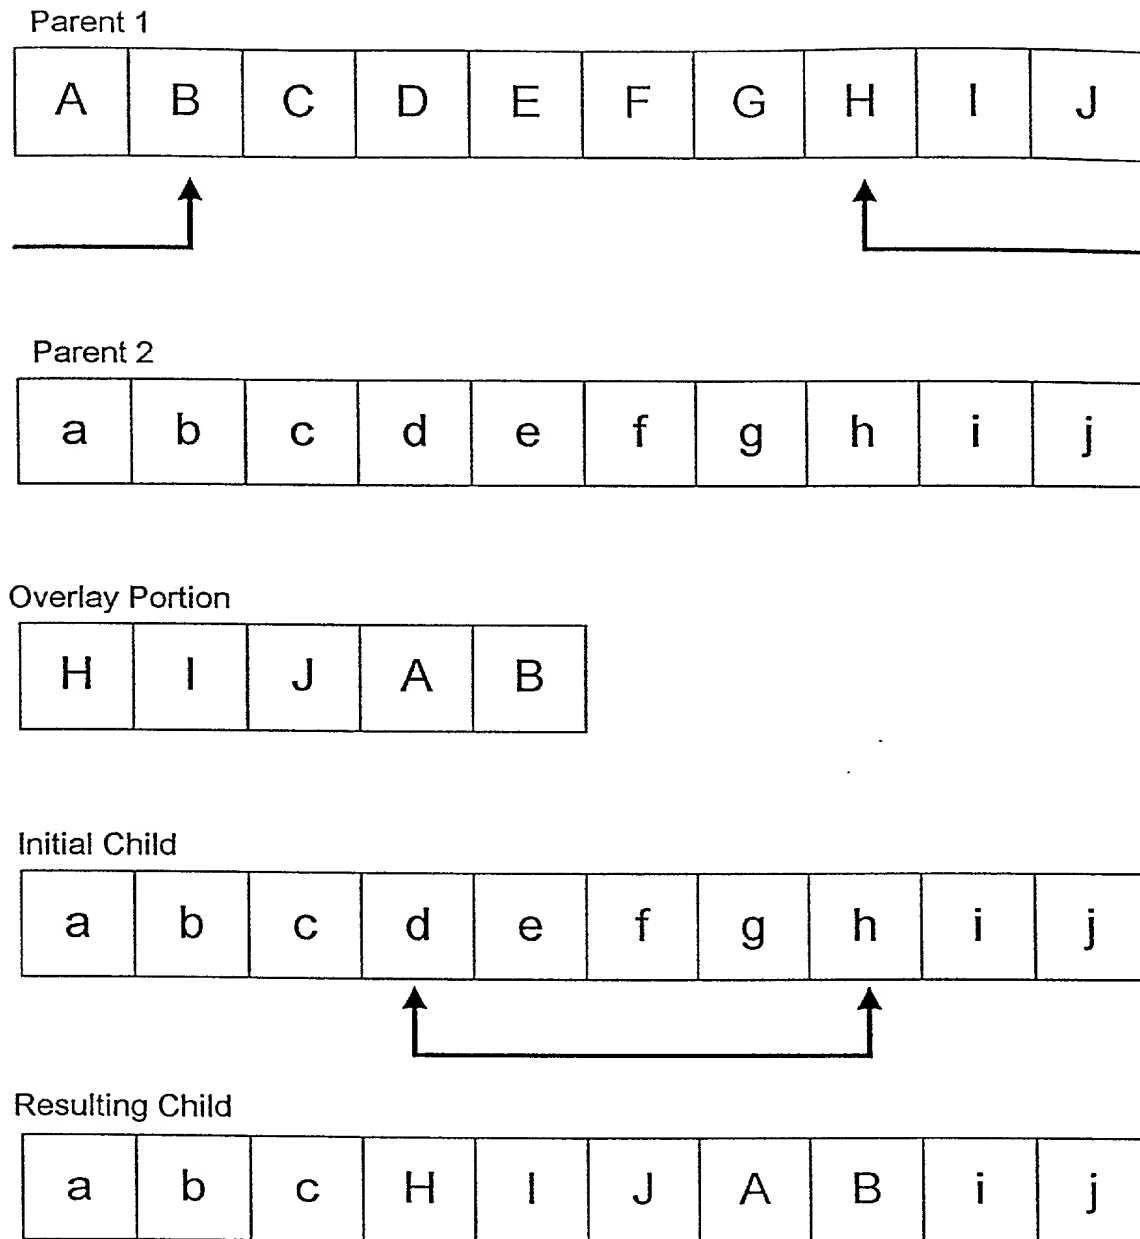 Parent 1
A B C D E F G H I J
Parent 2
a b c d e f g h i j
Overlay Portion
H I J A B
Initial Child
a b c d e f g h i j
Resulting Child
a b c H I J A B i j